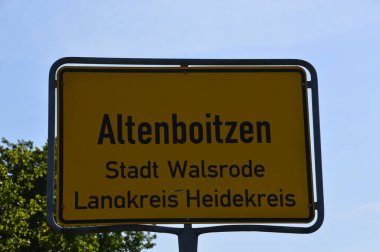 Altenboitzen
Stadt Walsrode
Landkreis Heidekreis